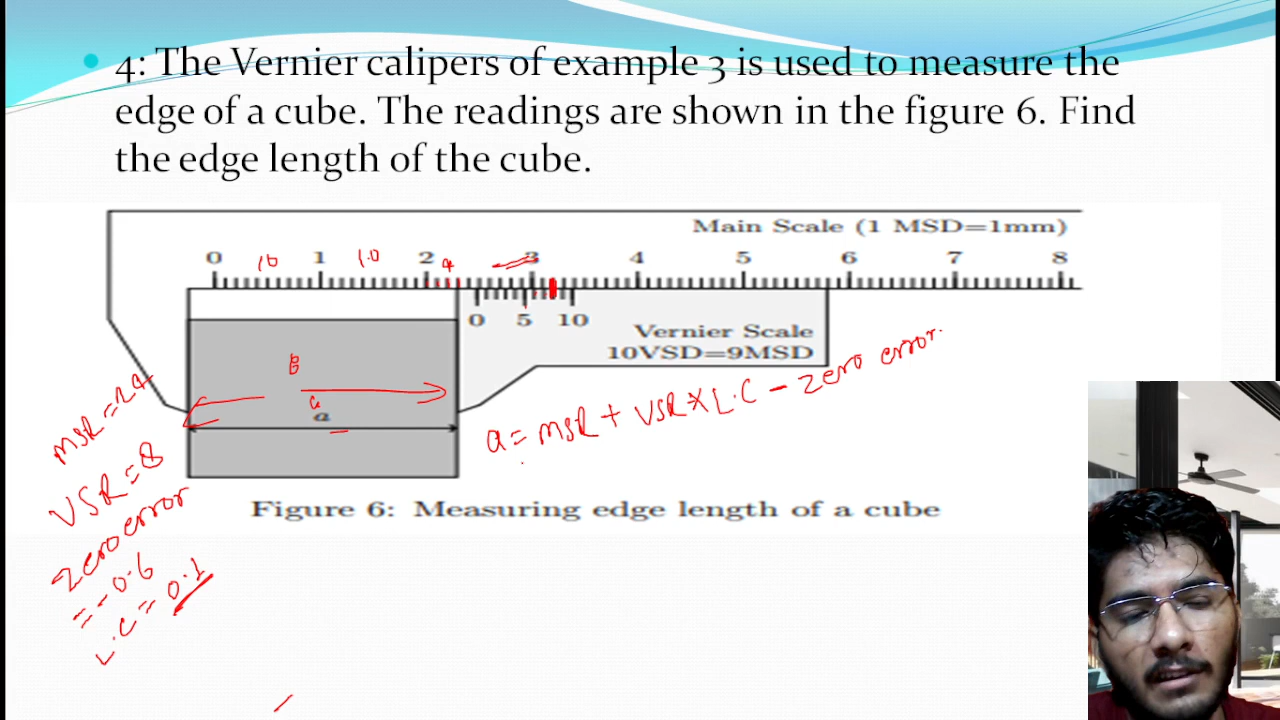 4: The Vernier calipers of example 3 is used to measure the
edge of a cube. The readings are shown in the figure 6. Find
the edge length of the cube.
Main Scale (1 MSD=1mm)
0 1 2 3 4 5 6 7 8
10 10 4
0 5 10
Vernier Scale
10VSD=9MSD
a
a = MSR + VSR × L.C - zero error.
MSR = 24
VSR = 8
zero error
= -0.6
L.C = 0.1
Figure 6: Measuring edge length of a cube